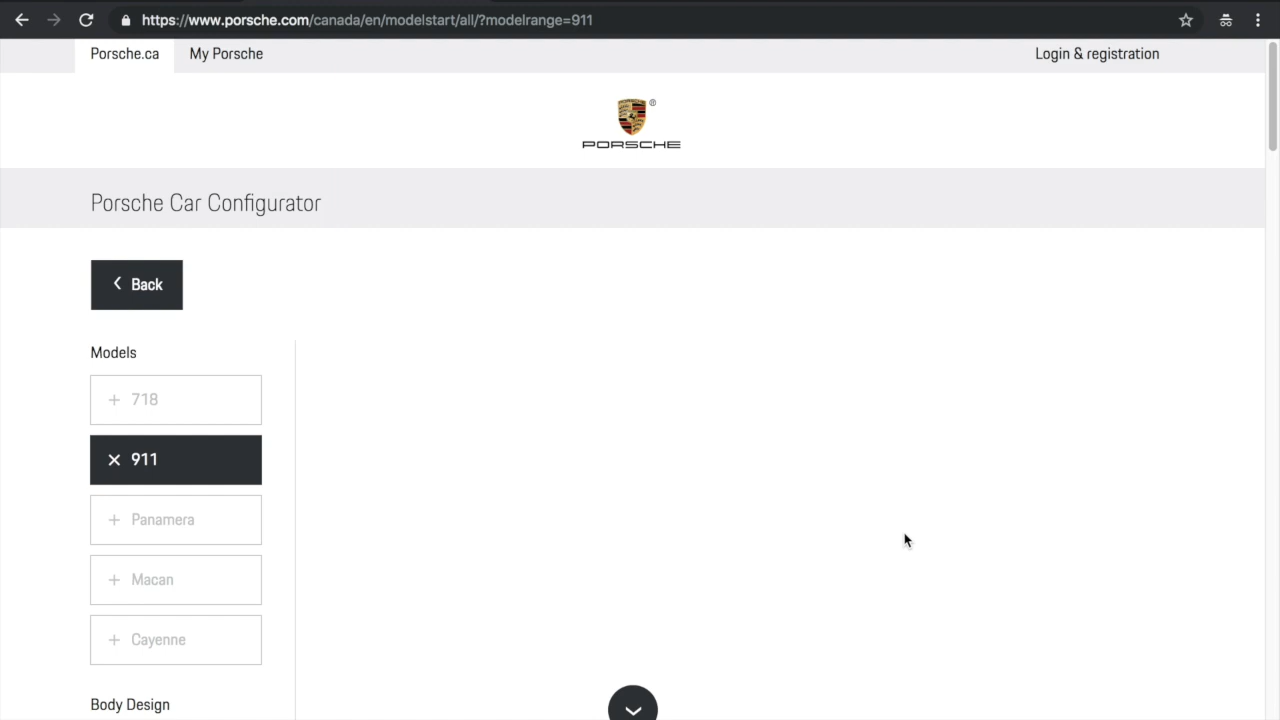 https://www.porsche.com/canada/en/modelstart/all/?modelrange=911
Porsche.ca
My Porsche
Login & registration
®
PORSCHE
Porsche Car Configurator
Back
Models
718
911
Panamera
Macan
Cayenne
Body Design